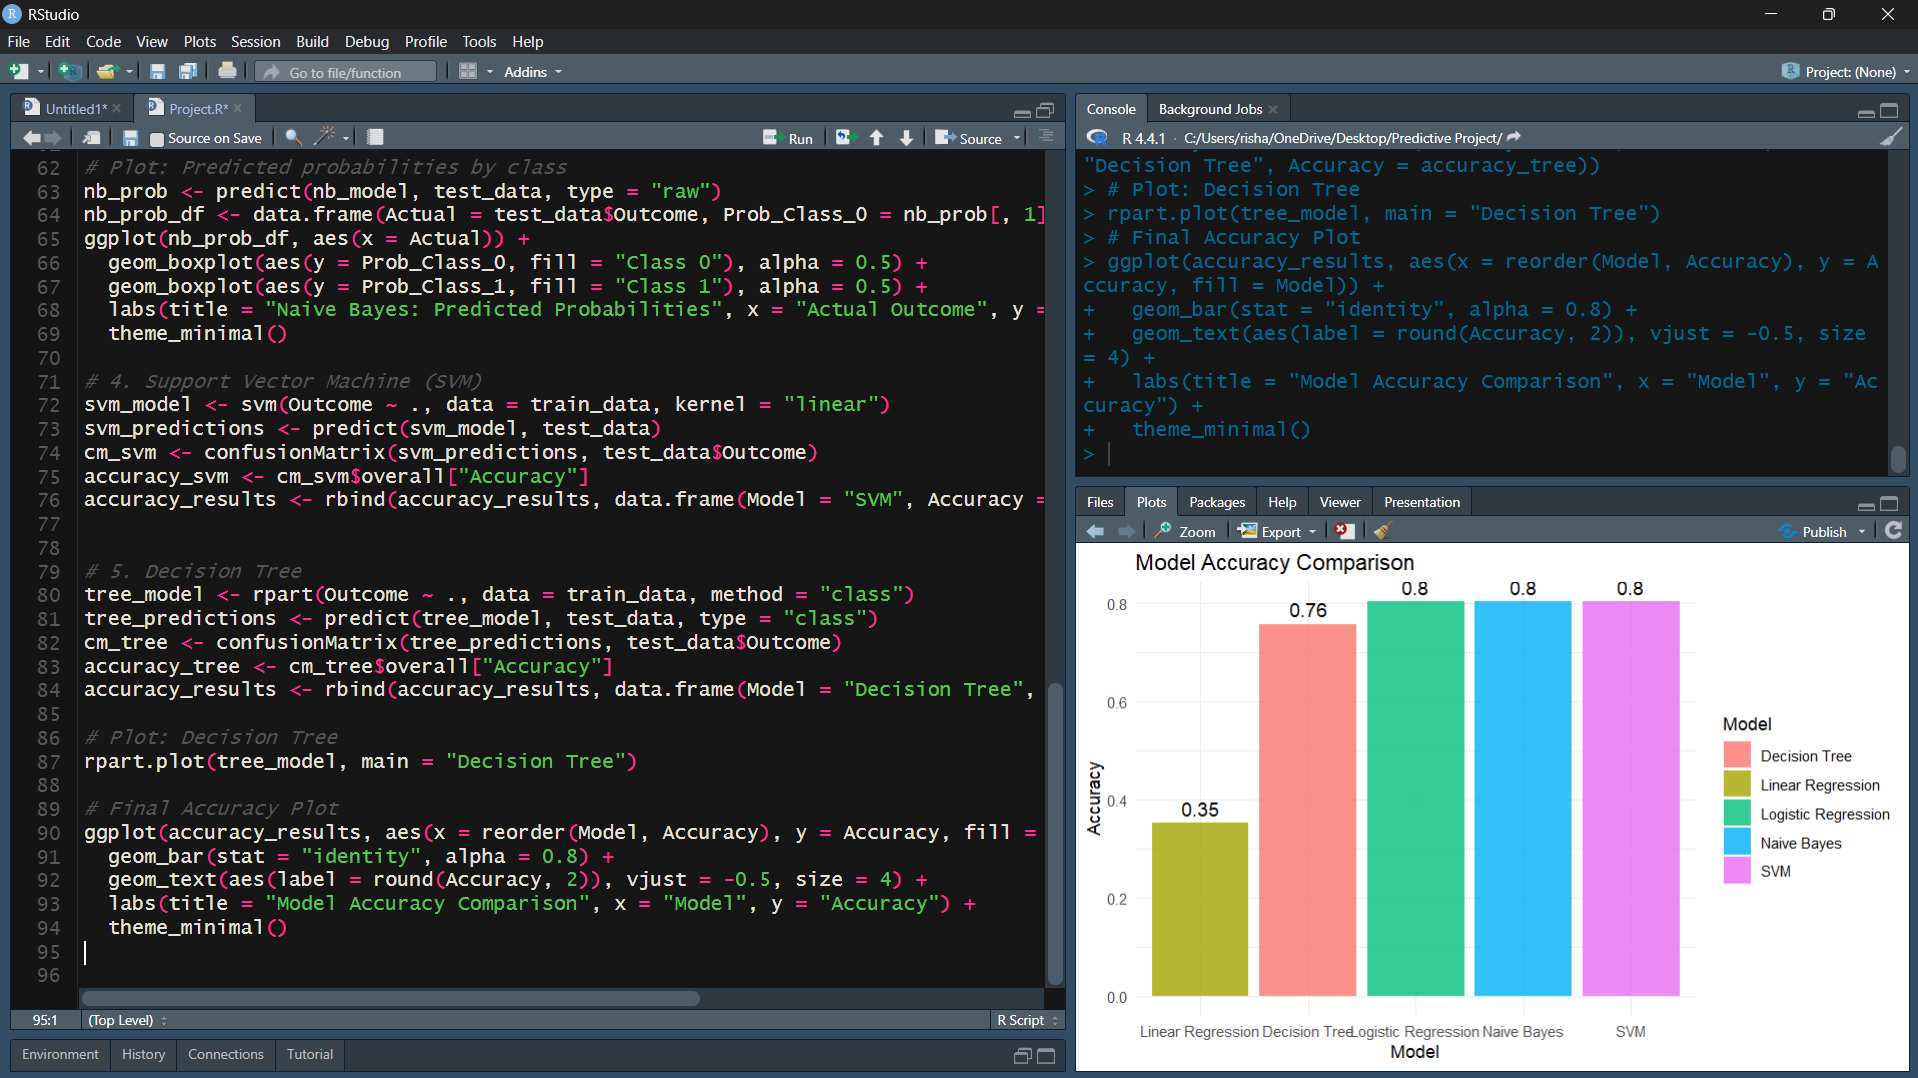 RStudio
File Edit Code View Plots Session Build Debug Profile Tools Help
Go to file/function Addins Project: (None)
Untitled1* Project.R*
Source on Save Run Source
62 # Plot: Predicted probabilities by class
63 nb_prob <- predict(nb_model, test_data, type = "raw")
64 nb_prob_df <- data.frame(Actual = test_data$Outcome, Prob_Class_0 = nb_prob[, 1]
65 ggplot(nb_prob_df, aes(x = Actual)) +
66   geom_boxplot(aes(y = Prob_Class_0, fill = "Class 0"), alpha = 0.5) +
67   geom_boxplot(aes(y = Prob_Class_1, fill = "Class 1"), alpha = 0.5) +
68   labs(title = "Naive Bayes: Predicted Probabilities", x = "Actual Outcome", y =
69   theme_minimal()
70
71 # 4. Support Vector Machine (SVM)
72 svm_model <- svm(Outcome ~ ., data = train_data, kernel = "linear")
73 svm_predictions <- predict(svm_model, test_data)
74 cm_svm <- confusionMatrix(svm_predictions, test_data$Outcome)
75 accuracy_svm <- cm_svm$overall["Accuracy"]
76 accuracy_results <- rbind(accuracy_results, data.frame(Model = "SVM", Accuracy =
77
78
79 # 5. Decision Tree
80 tree_model <- rpart(Outcome ~ ., data = train_data, method = "class")
81 tree_predictions <- predict(tree_model, test_data, type = "class")
82 cm_tree <- confusionMatrix(tree_predictions, test_data$Outcome)
83 accuracy_tree <- cm_tree$overall["Accuracy"]
84 accuracy_results <- rbind(accuracy_results, data.frame(Model = "Decision Tree",
85
86 # Plot: Decision Tree
87 rpart.plot(tree_model, main = "Decision Tree")
88
89 # Final Accuracy Plot
90 ggplot(accuracy_results, aes(x = reorder(Model, Accuracy), y = Accuracy, fill =
91   geom_bar(stat = "identity", alpha = 0.8) +
92   geom_text(aes(label = round(Accuracy, 2)), vjust = -0.5, size = 4) +
93   labs(title = "Model Accuracy Comparison", x = "Model", y = "Accuracy") +
94   theme_minimal()
95
96
95:1 (Top Level) R Script
Environment History Connections Tutorial
Console Background Jobs
R 4.4.1 · C:/Users/risha/OneDrive/Desktop/Predictive Project/
"Decision Tree", Accuracy = accuracy_tree))
> # Plot: Decision Tree
> rpart.plot(tree_model, main = "Decision Tree")
> # Final Accuracy Plot
> ggplot(accuracy_results, aes(x = reorder(Model, Accuracy), y = A
ccuracy, fill = Model)) +
+   geom_bar(stat = "identity", alpha = 0.8) +
+   geom_text(aes(label = round(Accuracy, 2)), vjust = -0.5, size
= 4) +
+   labs(title = "Model Accuracy Comparison", x = "Model", y = "Ac
curacy") +
+   theme_minimal()
>
Files Plots Packages Help Viewer Presentation
Zoom Export Publish
Model Accuracy Comparison
0.8 0.8 0.8
0.76
0.35
0.8
0.6
0.4
0.2
0.0
Accuracy
Linear Regression Decision Tree Logistic Regression Naive Bayes SVM
Model
Model
Decision Tree
Linear Regression
Logistic Regression
Naive Bayes
SVM